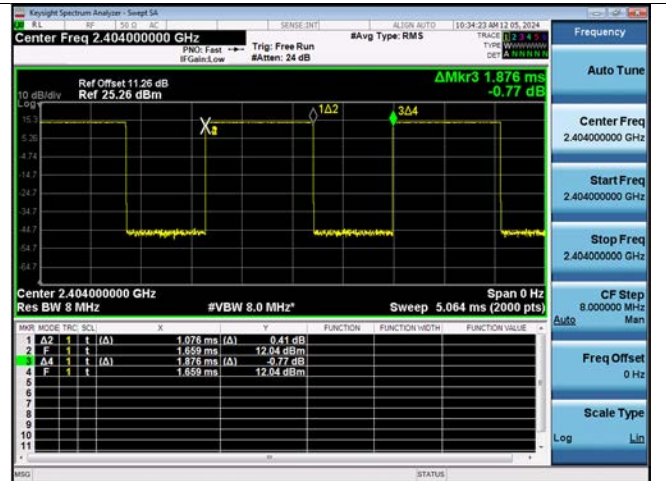 Keysight Spectrum Analyzer - Swept SA
RL RF 50 Ω AC SENSE:INT ALIGN AUTO 10:34:23 AM 12 05, 2024
Center Freq 2.404000000 GHz
PNO: Fast
IFGain:Low
Trig: Free Run
#Atten: 24 dB
#Avg Type: RMS
TRACE 1 2 3 4 5 6
TYPE WWWWWW
DET A N N N N N
ΔMkr3 1.876 ms
-0.77 dB
Ref Offset 11.26 dB
10 dB/div Ref 25.26 dBm
Log
15.3
5.26
-4.74
-14.7
-24.7
-34.7
-44.7
-54.7
-64.7
1Δ2
3Δ4
Center 2.404000000 GHz Span 0 Hz
Res BW 8 MHz #VBW 8.0 MHz* Sweep 5.064 ms (2000 pts)
MKR MODE TRC SCL X Y FUNCTION FUNCTION WIDTH FUNCTION VALUE
1 Δ2 1 t (Δ) 1.076 ms (Δ) 0.41 dB
2 F 1 t 1.659 ms 12.04 dBm
3 Δ4 1 t (Δ) 1.876 ms (Δ) -0.77 dB
4 F 1 t 1.659 ms 12.04 dBm
5
6
7
8
9
10
11
MSG STATUS
Frequency
Auto Tune
Center Freq
2.404000000 GHz
Start Freq
2.404000000 GHz
Stop Freq
2.404000000 GHz
CF Step
8.000000 MHz
Auto Man
Freq Offset
0 Hz
Scale Type
Log Lin